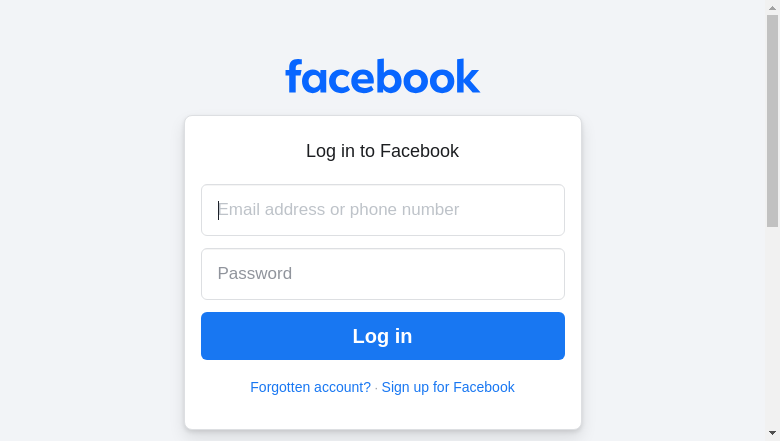 facebook
Log in to Facebook
Email address or phone number
Password
Log in
Forgotten account? · Sign up for Facebook